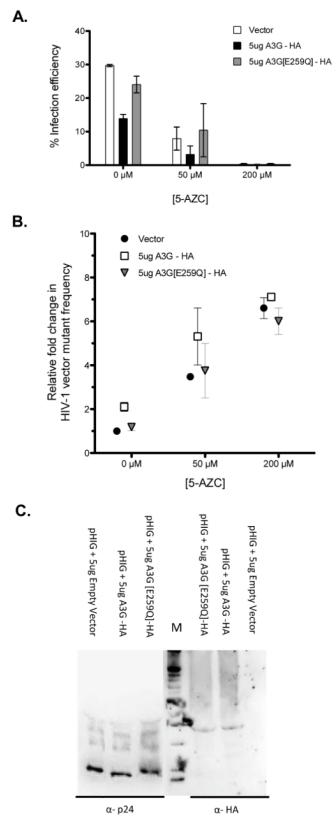 A.
Vector
5ug A3G - HA
5ug A3G[E259Q] - HA
% Infection efficiency
40
30
20
10
0
0 µM
50 µM
200 µM
[5-AZC]
B.
Vector
5ug A3G - HA
5ug A3G[E259Q] - HA
Relative fold change in
HIV-1 vector mutant frequency
10
8
6
4
2
0
0 µM
50 µM
200 µM
[5-AZC]
C.
pHIG + 5ug Empty Vector
pHIG + 5ug A3G -HA
pHIG + 5ug A3G [E259Q]-HA
M
pHIG + 5ug A3G [E259Q]-HA
pHIG + 5ug A3G -HA
pHIG + 5ug Empty Vector
α- p24
α- HA